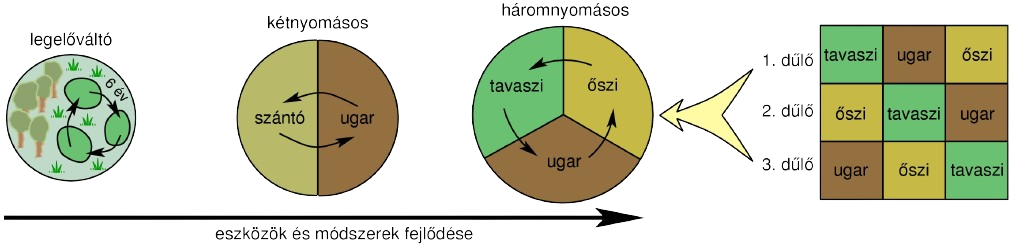 legelőváltó
6 év
kétnyomásos
szántó
ugar
háromnyomásos
tavaszi
őszi
ugar
1. dűlő
tavaszi ugar őszi
2. dűlő
őszi tavaszi ugar
3. dűlő
ugar őszi tavaszi
eszközök és módszerek fejlődése